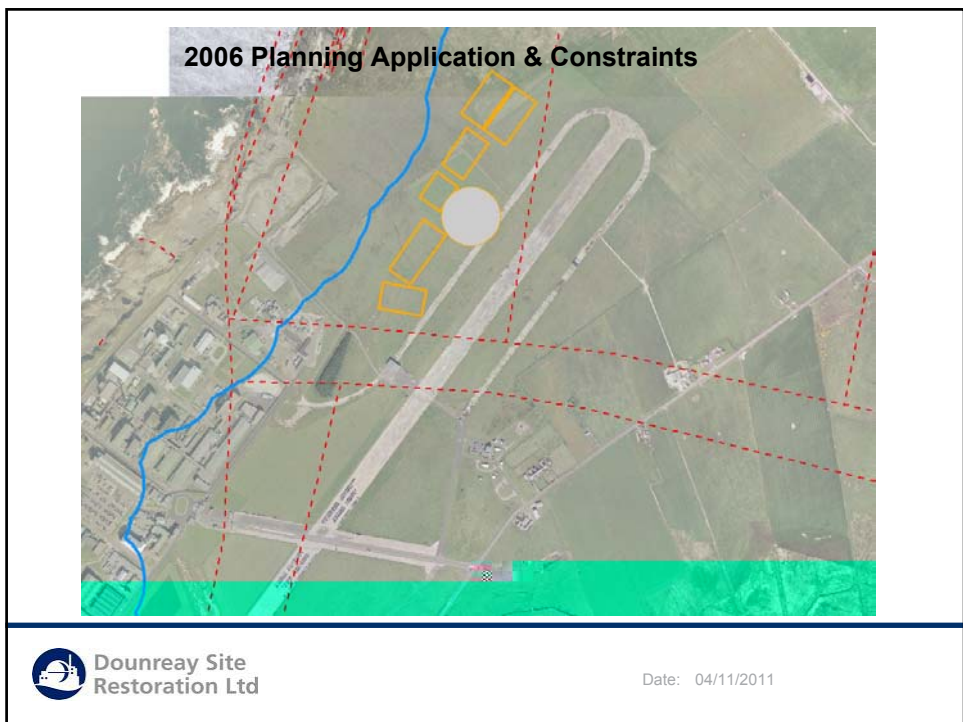 2006 Planning Application & Constraints
Dounreay Site
Restoration Ltd
Date: 04/11/2011